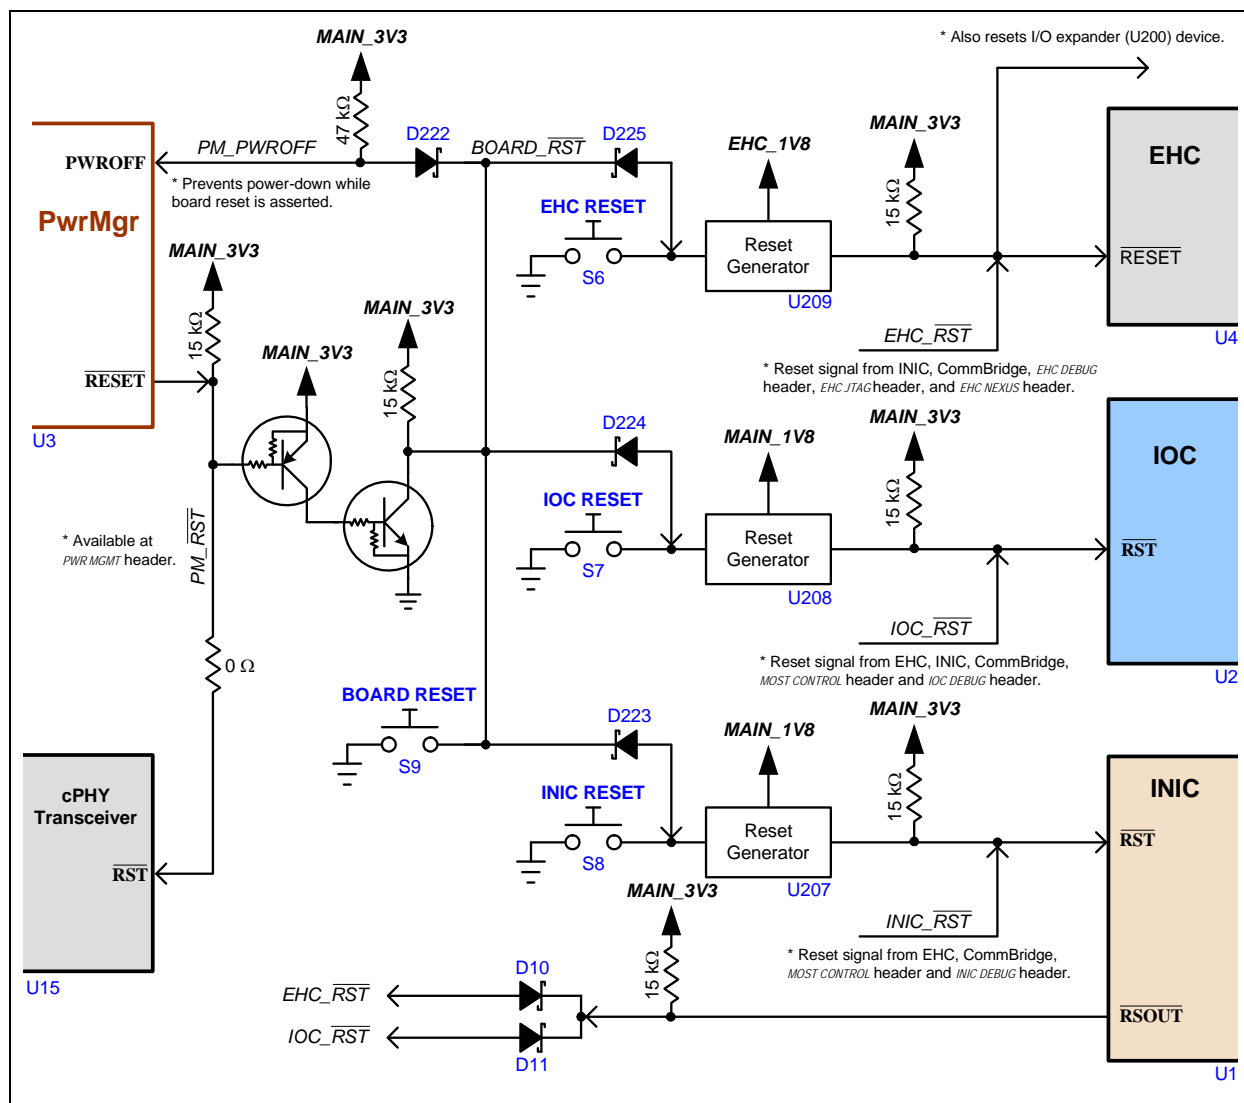 * Also resets I/O expander (U200) device.
MAIN_3V3
47 kΩ
D222
D225
PM_PWROFF
BOARD_RST
PWROFF
* Prevents power-down while
board reset is asserted.
PwrMgr
MAIN_3V3
15 kΩ
RESET
U3
EHC_1V8
MAIN_3V3
15 kΩ
EHC
EHC RESET
S6
Reset
Generator
U209
RESET
U4
EHC_RST
* Reset signal from INIC, CommBridge, EHC DEBUG
header, EHC JTAG header, and EHC NEXUS header.
MAIN_3V3
MAIN_3V3
15 kΩ
D224
MAIN_1V8
MAIN_3V3
15 kΩ
IOC
IOC RESET
S7
Reset
Generator
U208
RST
U2
* Available at
PWR MGMT header.
PM_RST
IOC_RST
* Reset signal from EHC, INIC, CommBridge,
MOST CONTROL header and IOC DEBUG header.
0 Ω
BOARD RESET
S9
D223
MAIN_1V8
MAIN_3V3
15 kΩ
INIC
cPHY
Transceiver
RST
U15
INIC RESET
S8
Reset
Generator
U207
RST
MAIN_3V3
15 kΩ
INIC_RST
* Reset signal from EHC, CommBridge,
MOST CONTROL header and INIC DEBUG header.
D10
EHC_RST
IOC_RST
D11
RSOUT
U1